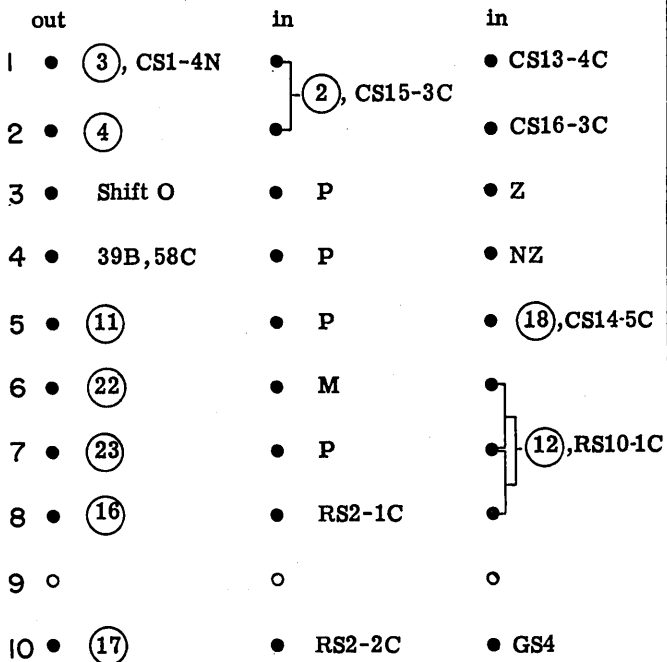 out in in
1 3, CS1-4N 2, CS15-3C CS13-4C
2 4 CS16-3C
3 Shift O P Z
4 39B,58C P NZ
5 11 P 18,CS14-5C
6 22 M
7 23 P 12,RS10-1C
8 16 RS2-1C
9
10 17 RS2-2C GS4